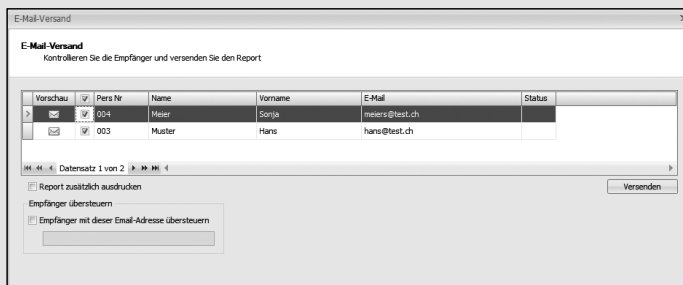 E-Mail-Versand
E-Mail-Versand
Kontrollieren Sie die Empfänger und versenden Sie den Report
Vorschau Pers Nr Name Vorname E-Mail Status
004 Meier Sonja meiers@test.ch
003 Muster Hans hans@test.ch
Datensatz 1 von 2
Report zusätzlich ausdrucken
Versenden
Empfänger übersteuern
Empfänger mit dieser Email-Adresse übersteuern